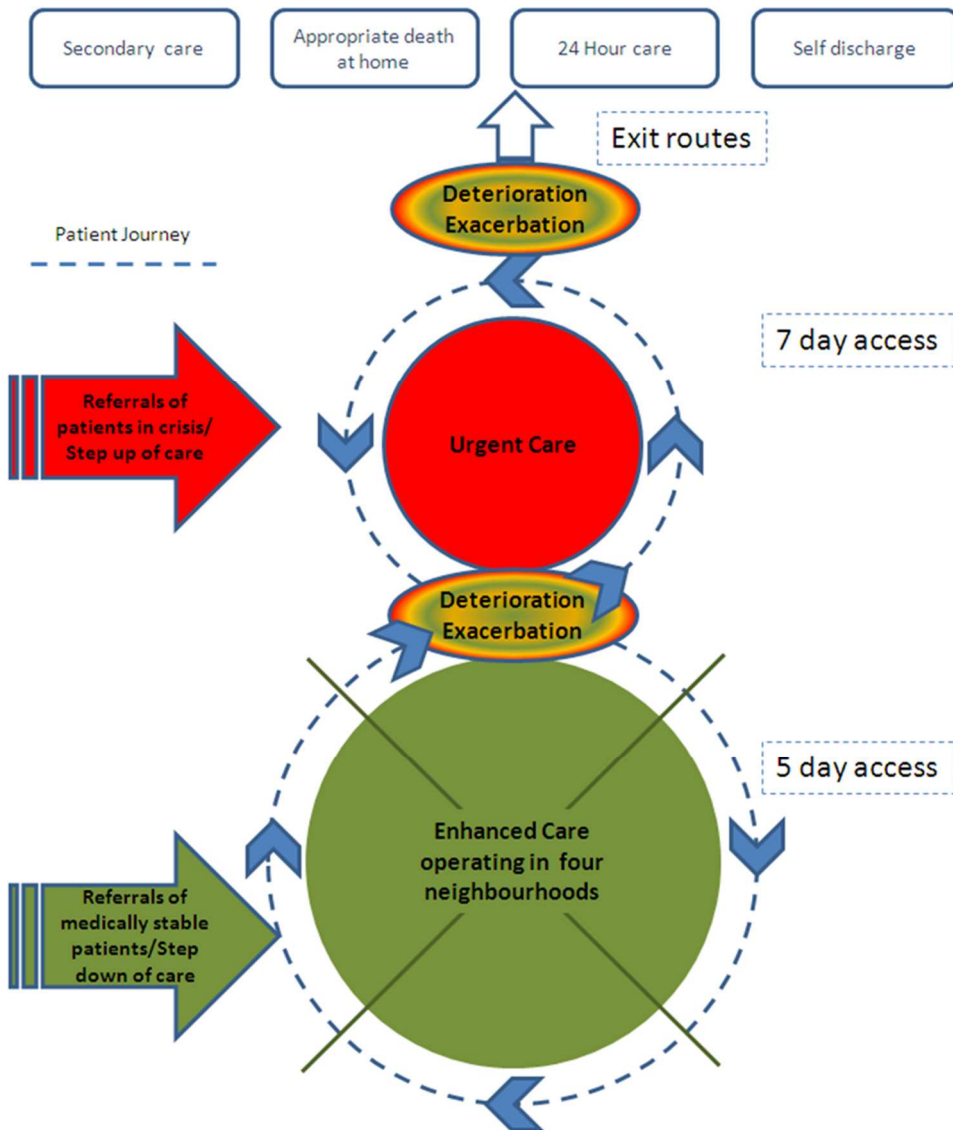 Secondary care
Appropriate death
at home
24 Hour care
Self discharge
Exit routes
Deterioration
Exacerbation
Patient Journey
7 day access
Referrals of
patients in crisis/
Step up of care
Urgent Care
Deterioration
Exacerbation
5 day access
Enhanced Care
operating in four
neighbourhoods
Referrals of
medically stable
patients/Step
down of care